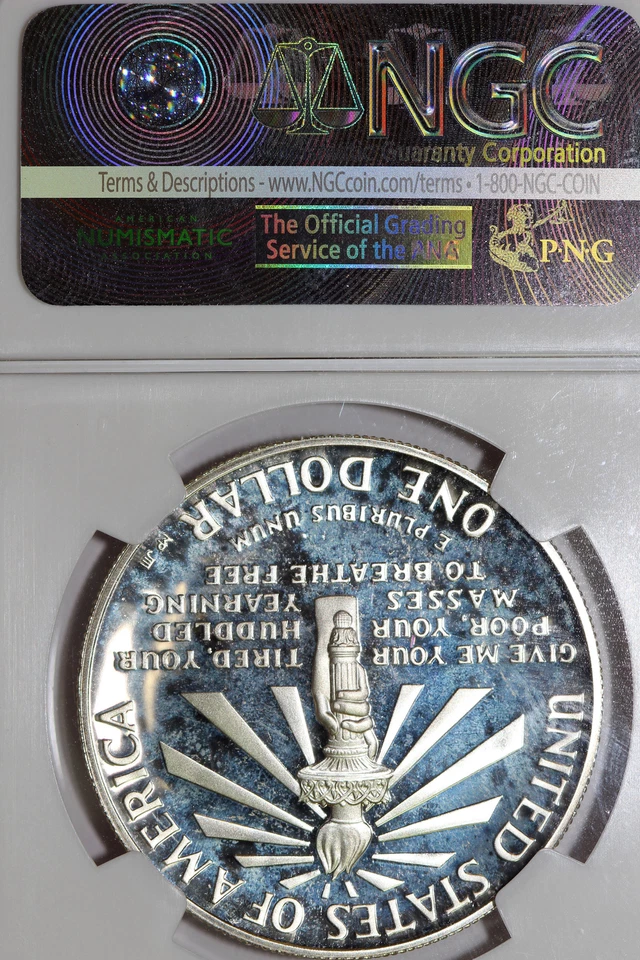 NGC
Guaranty Corporation
Terms & Descriptions - www.NGCcoin.com/terms • 1-800-NGC-COIN
AMERICAN
NUMISMATIC
ASSOCIATION
The Official Grading
Service of the ANA
PNG
UNITED STATES OF AMERICA
GIVE ME YOUR TIRED YOUR
POOR, YOUR HUDDLED
MASSES YEARNING
TO BREATHE FREE
E PLURIBUS UNUM
ONE DOLLAR